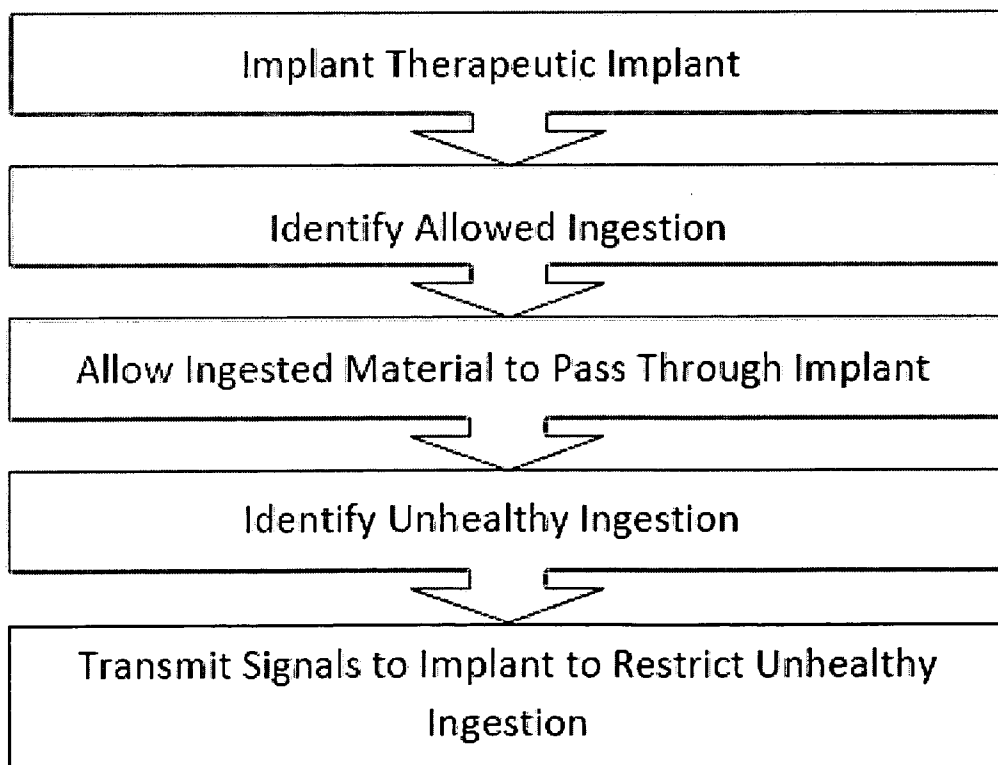 Implant Therapeutic Implant
Identify Allowed Ingestion
Allow Ingested Material to Pass Through Implant
Identify Unhealthy Ingestion
Transmit Signals to Implant to Restrict Unhealthy
Ingestion